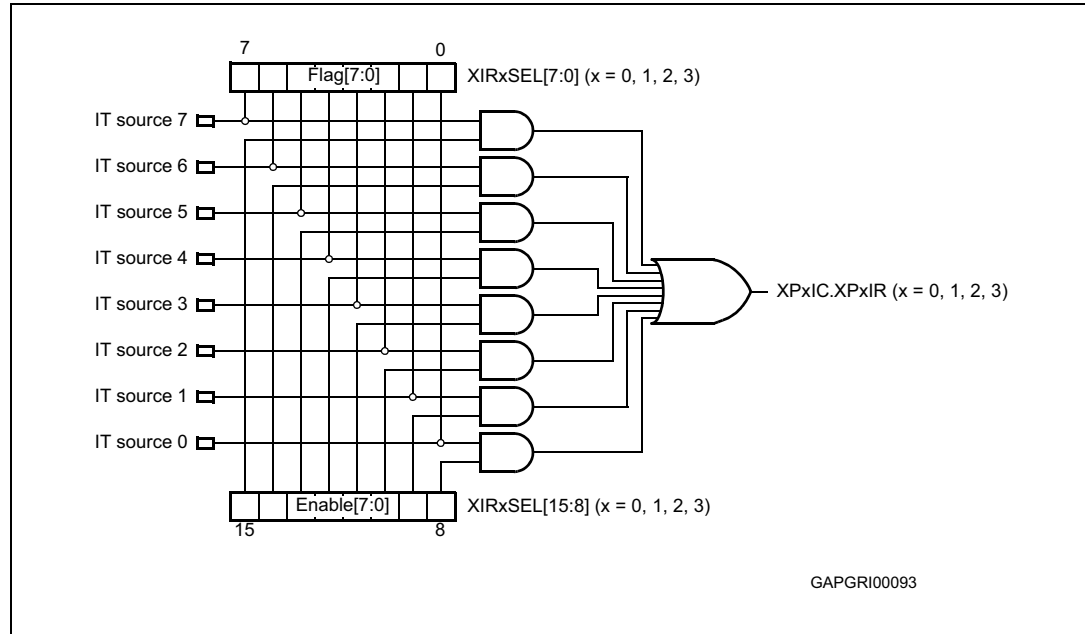 7 0
Flag[7:0] XIRxSEL[7:0] (x = 0, 1, 2, 3)
IT source 7
IT source 6
IT source 5
IT source 4
IT source 3
XPxIC.XPxIR (x = 0, 1, 2, 3)
IT source 2
IT source 1
IT source 0
Enable[7:0] XIRxSEL[15:8] (x = 0, 1, 2, 3)
15 8
GAPGRI00093